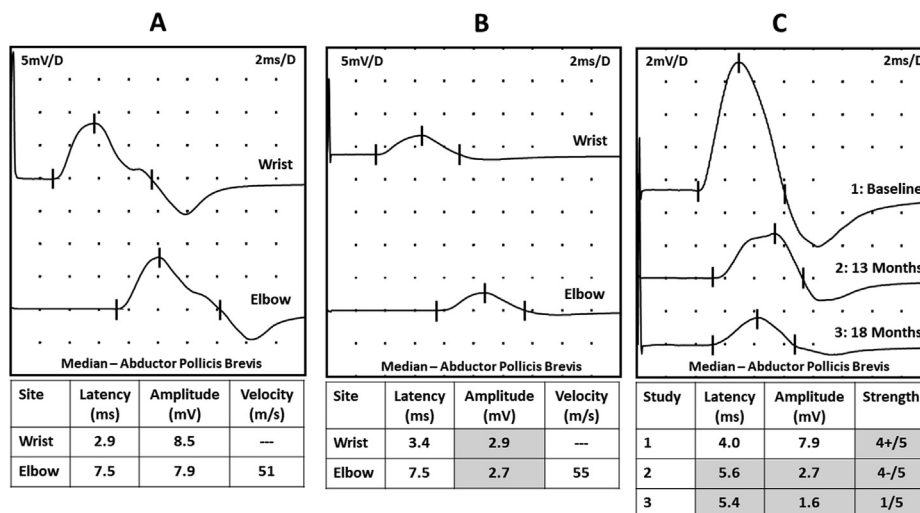 A
5mV/D 2ms/D
Wrist
Elbow
Median – Abductor Pollicis Brevis
Site Latency (ms) Amplitude (mV) Velocity (m/s)
Wrist 2.9 8.5 ---
Elbow 7.5 7.9 51
B
5mV/D 2ms/D
Wrist
Elbow
Median – Abductor Pollicis Brevis
Site Latency (ms) Amplitude (mV) Velocity (m/s)
Wrist 3.4 2.9 ---
Elbow 7.5 2.7 55
C
2mV/D 2ms/D
1: Baseline
2: 13 Months
3: 18 Months
Median – Abductor Pollicis Brevis
Study Latency (ms) Amplitude (mV) Strength
1 4.0 7.9 4+/5
2 5.6 2.7 4-/5
3 5.4 1.6 1/5